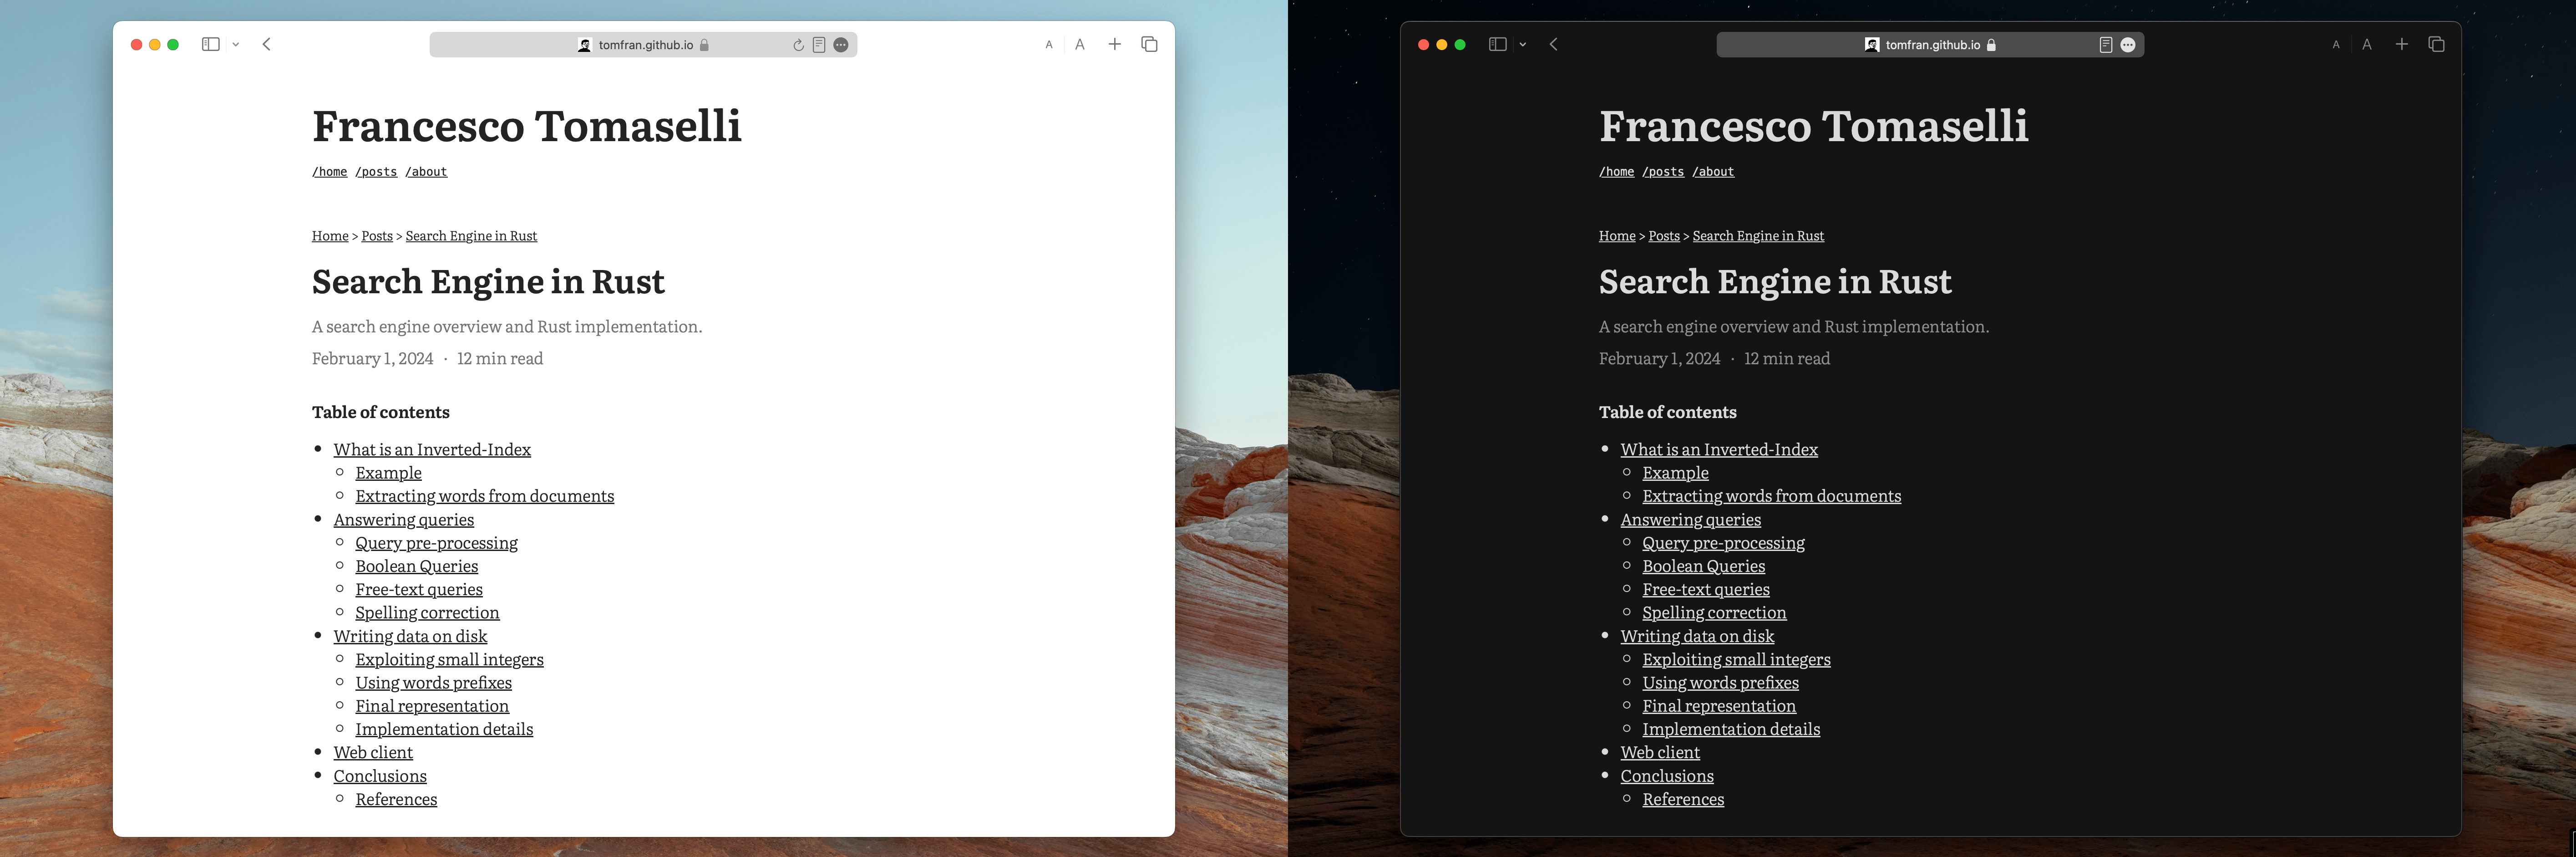 tomfran.github.io
A A
Francesco Tomaselli
/home /posts /about
Home > Posts > Search Engine in Rust
Search Engine in Rust
A search engine overview and Rust implementation.
February 1, 2024 · 12 min read
Table of contents
What is an Inverted-Index
Example
Extracting words from documents
Answering queries
Query pre-processing
Boolean Queries
Free-text queries
Spelling correction
Writing data on disk
Exploiting small integers
Using words prefixes
Final representation
Implementation details
Web client
Conclusions
References
tomfran.github.io
A A
Francesco Tomaselli
/home /posts /about
Home > Posts > Search Engine in Rust
Search Engine in Rust
A search engine overview and Rust implementation.
February 1, 2024 · 12 min read
Table of contents
What is an Inverted-Index
Example
Extracting words from documents
Answering queries
Query pre-processing
Boolean Queries
Free-text queries
Spelling correction
Writing data on disk
Exploiting small integers
Using words prefixes
Final representation
Implementation details
Web client
Conclusions
References